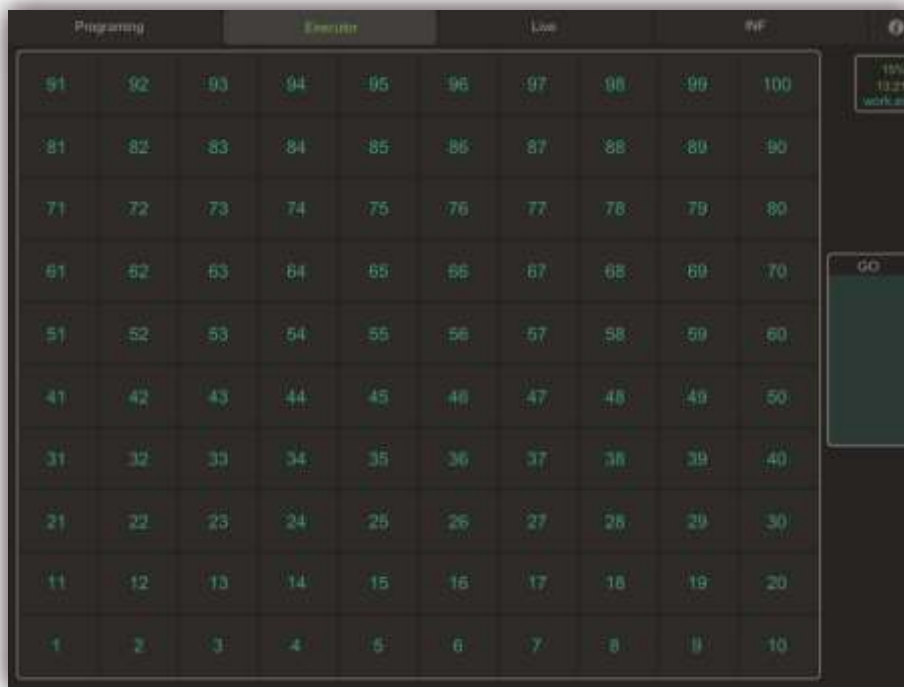 Programing Executor Live INF
15%
13:21
91 92 93 94 95 96 97 98 99 100
81 82 83 84 85 86 87 88 89 90
71 72 73 74 75 76 77 78 79 80
61 62 63 64 65 66 67 68 69 70
GO
51 52 53 54 55 56 57 58 59 60
41 42 43 44 45 46 47 48 49 50
31 32 33 34 35 36 37 38 39 40
21 22 23 24 25 26 27 28 29 30
11 12 13 14 15 16 17 18 19 20
1 2 3 4 5 6 7 8 9 10